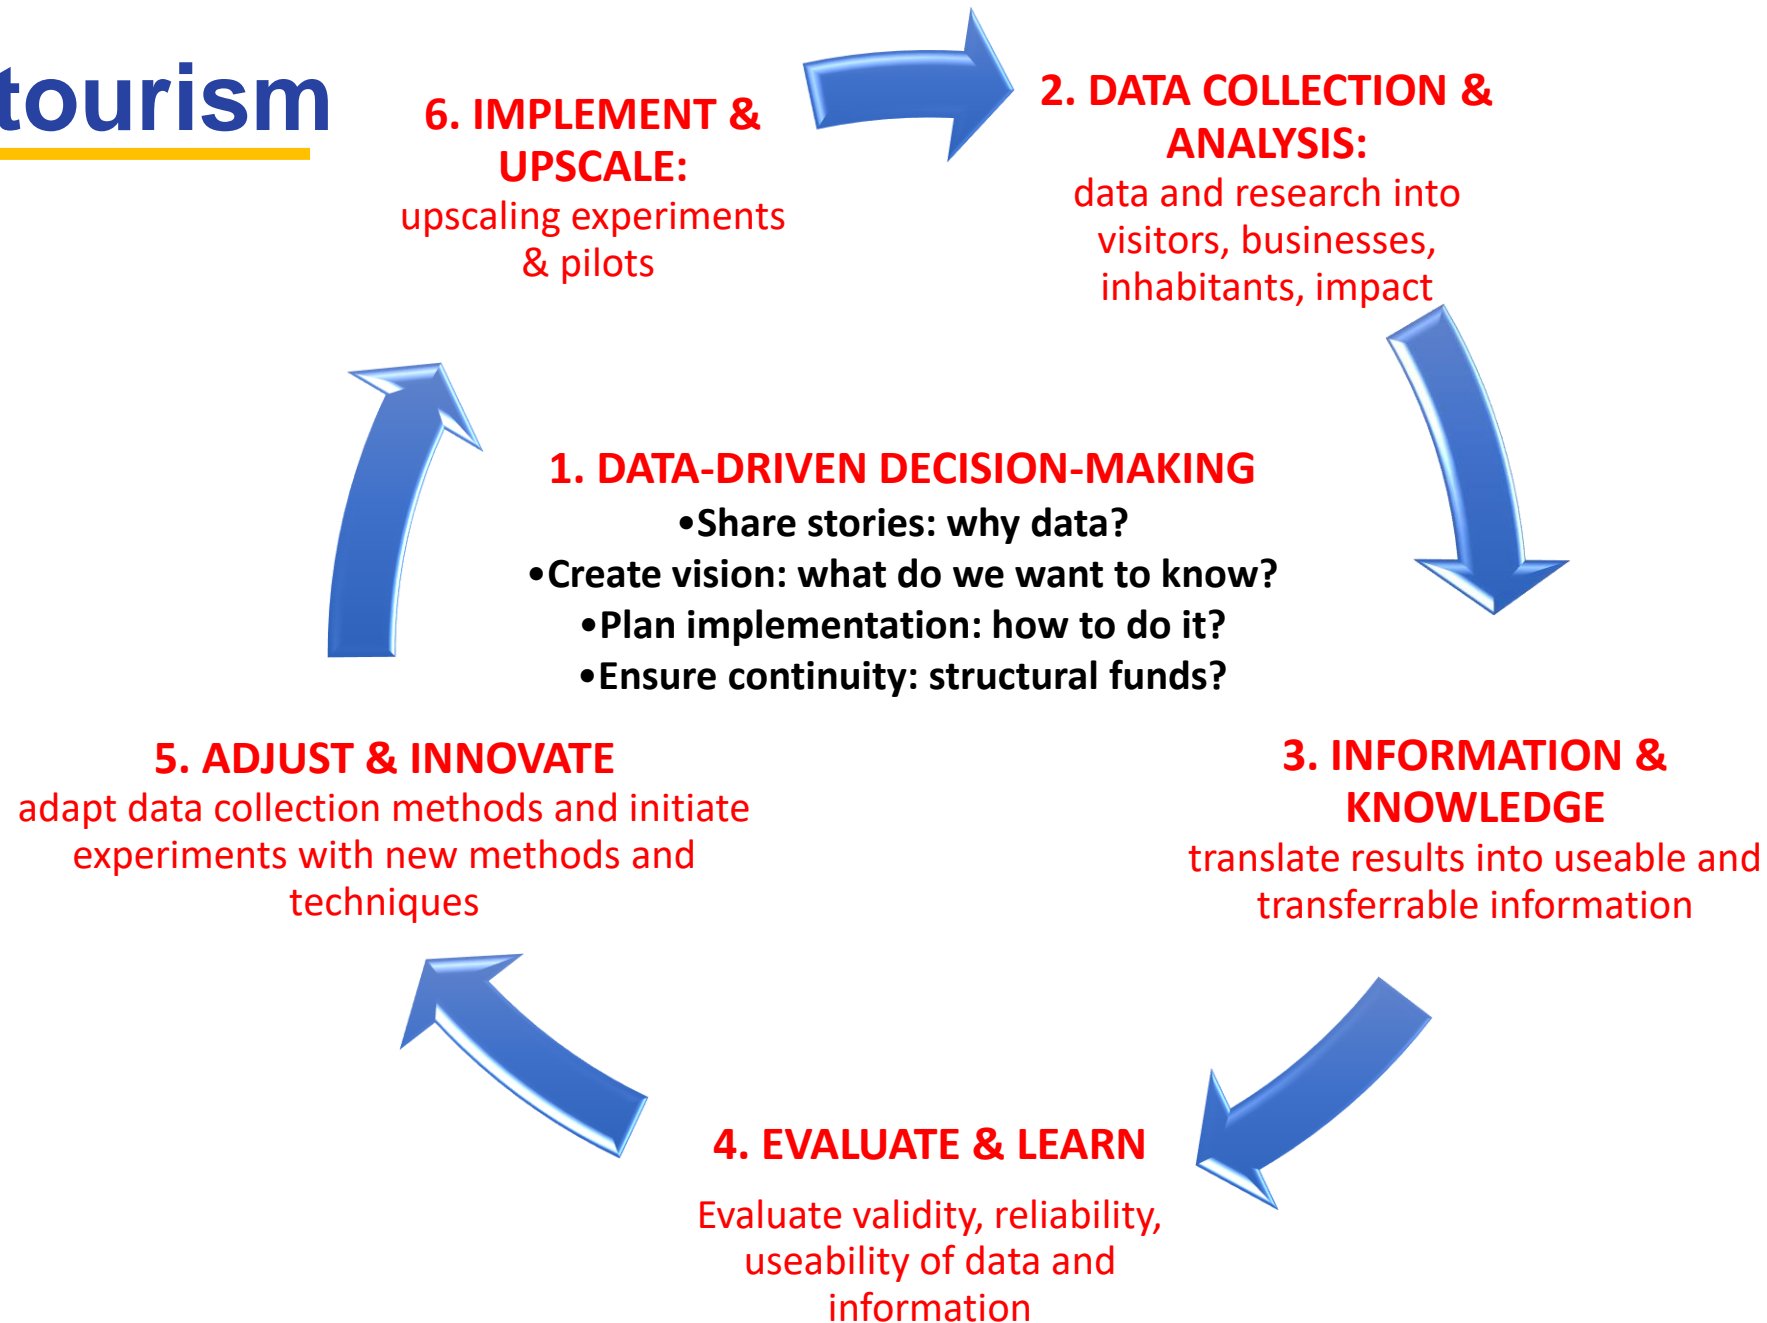 tourism
6. IMPLEMENT &
UPSCALE:
upscaling experiments
& pilots
2. DATA COLLECTION &
ANALYSIS:
data and research into
visitors, businesses,
inhabitants, impact
1. DATA-DRIVEN DECISION-MAKING
•Share stories: why data?
•Create vision: what do we want to know?
•Plan implementation: how to do it?
•Ensure continuity: structural funds?
5. ADJUST & INNOVATE
adapt data collection methods and initiate
experiments with new methods and
techniques
3. INFORMATION &
KNOWLEDGE
translate results into useable and
transferrable information
4. EVALUATE & LEARN
Evaluate validity, reliability,
useability of data and
information